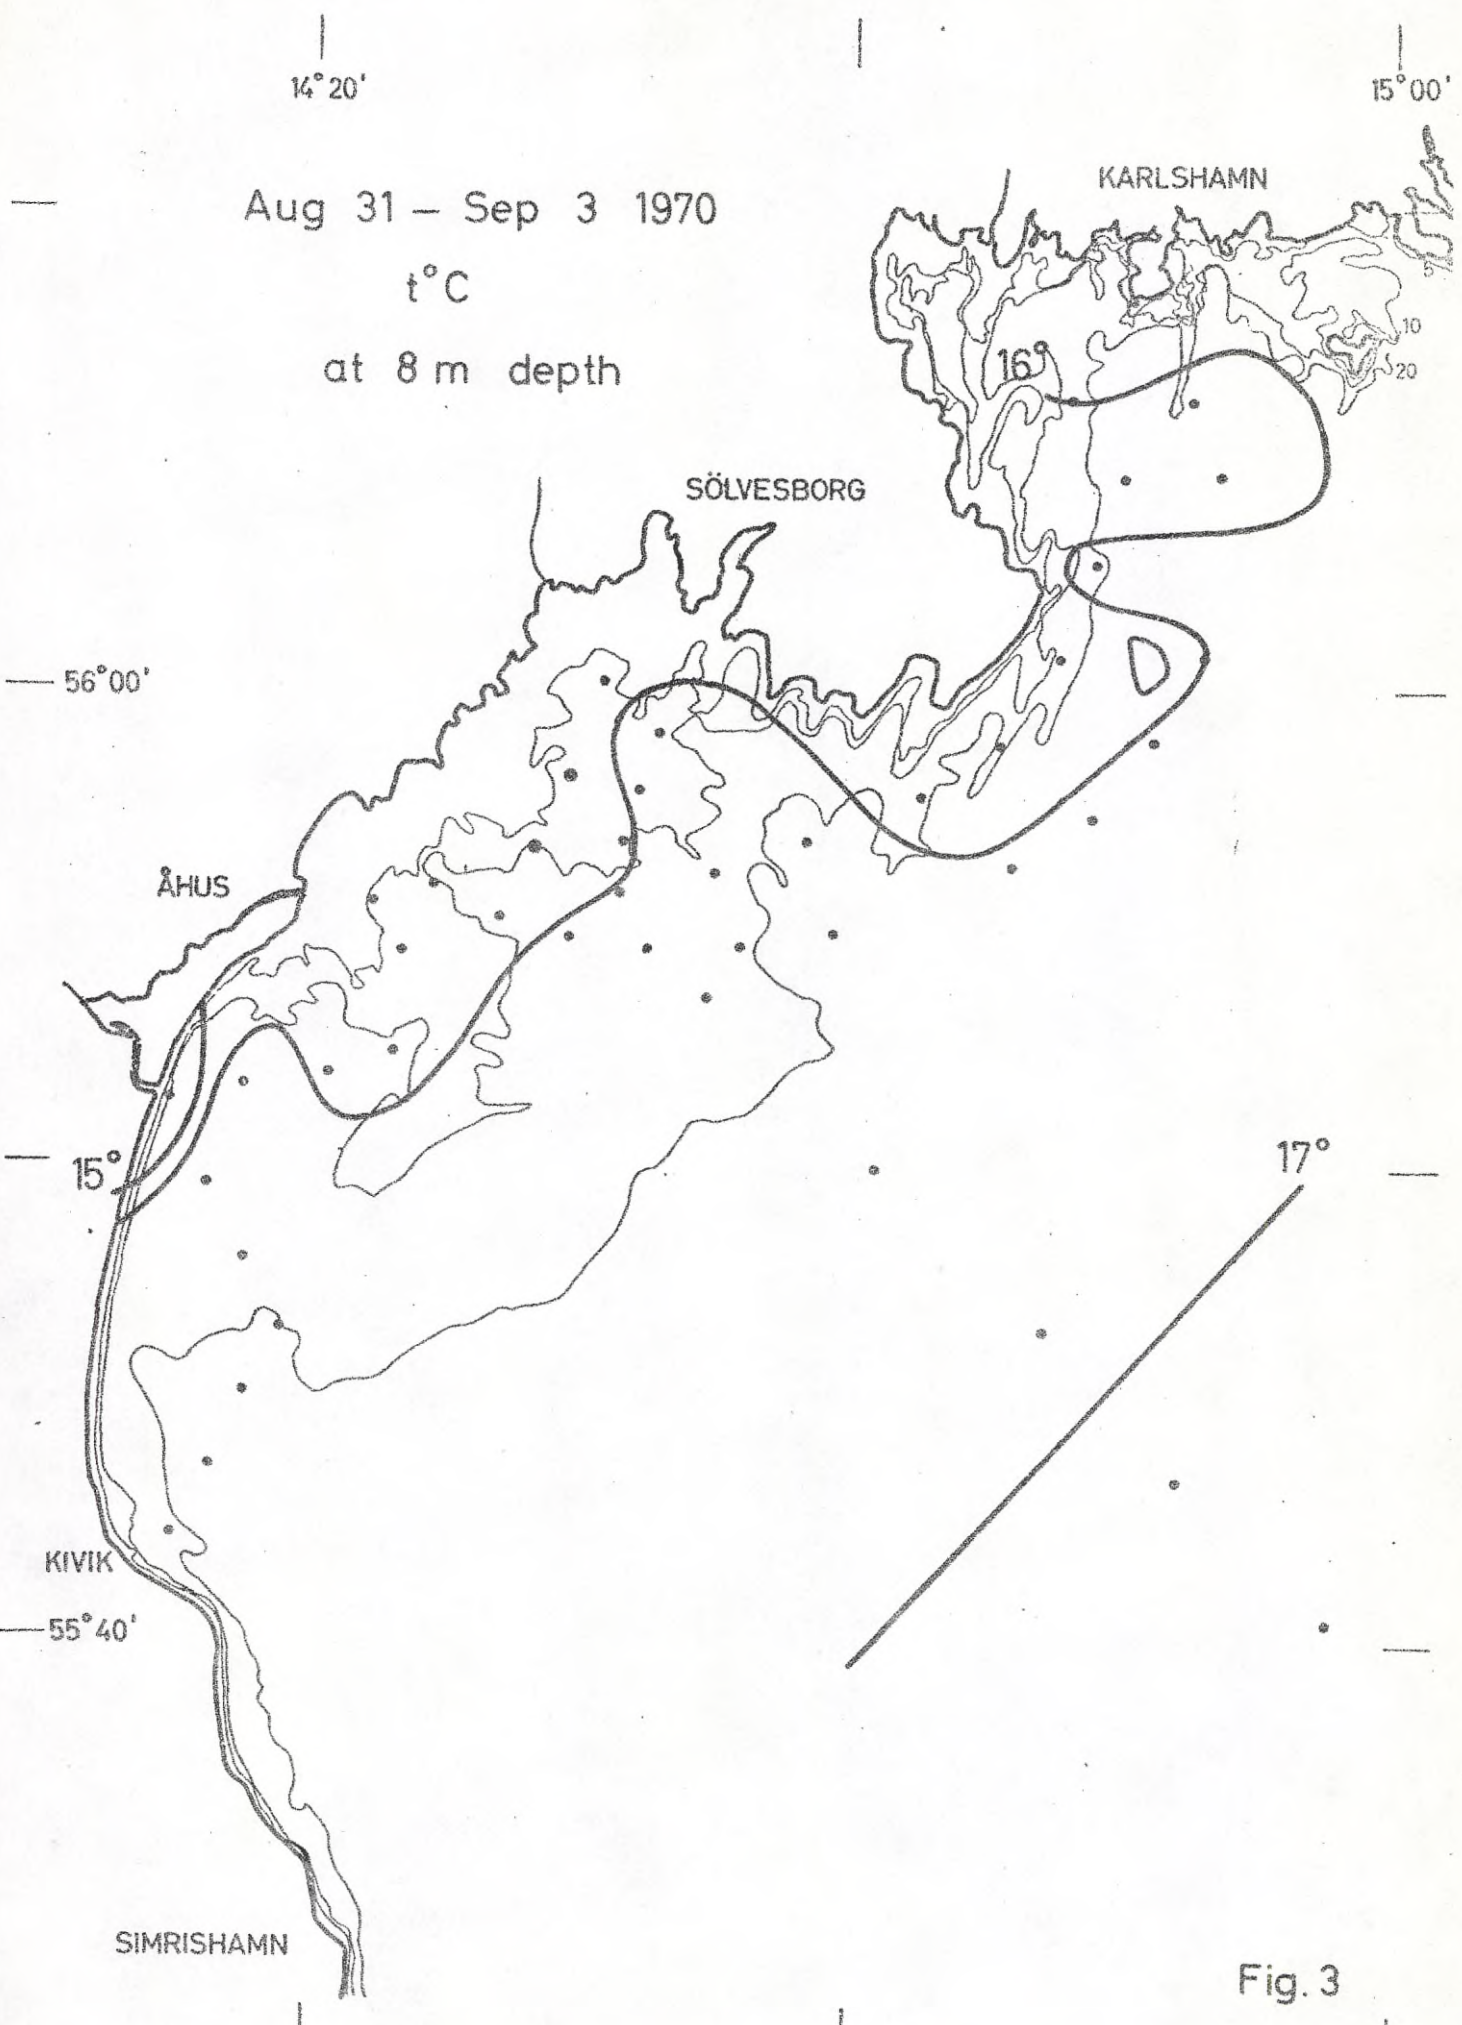 14°20'
15°00'
KARLSHAMN
Aug 31 – Sep 3 1970
t°C
at 8 m depth
5
10
20
16°
SÖLVESBORG
56°00'
ÅHUS
15°
17°
KIVIK
55°40'
SIMRISHAMN
Fig. 3